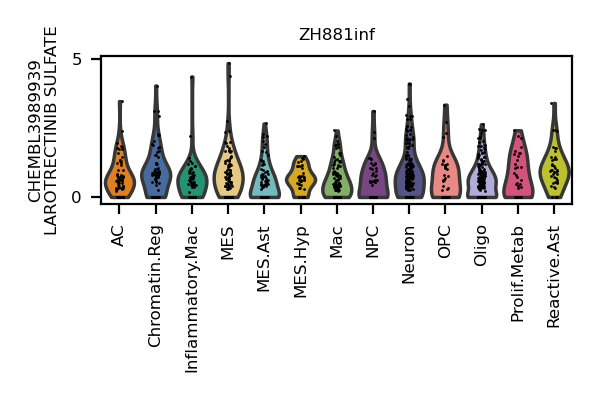 ZH881inf
CHEMBL3989939
LAROTRECTINIB SULFATE
5
0
AC
Chromatin.Reg
Inflammatory.Mac
MES
MES.Ast
MES.Hyp
Mac
NPC
Neuron
OPC
Oligo
Prolif.Metab
Reactive.Ast